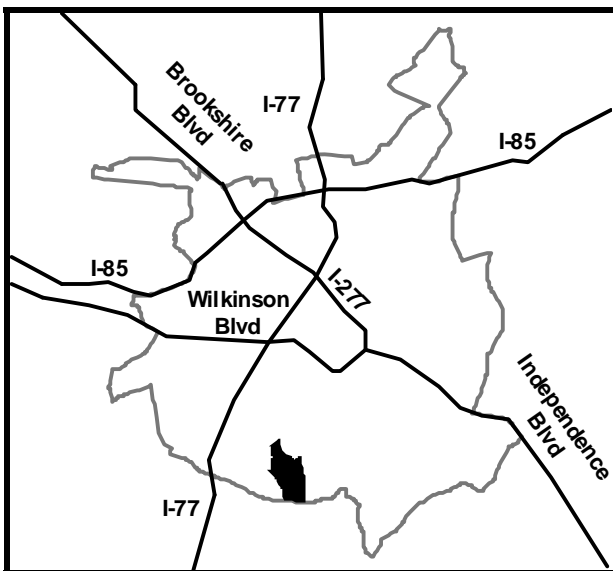 Brookshire
Blvd
I-77
I-85
I-85
Wilkinson
Blvd
I-277
Independence
Blvd
I-77